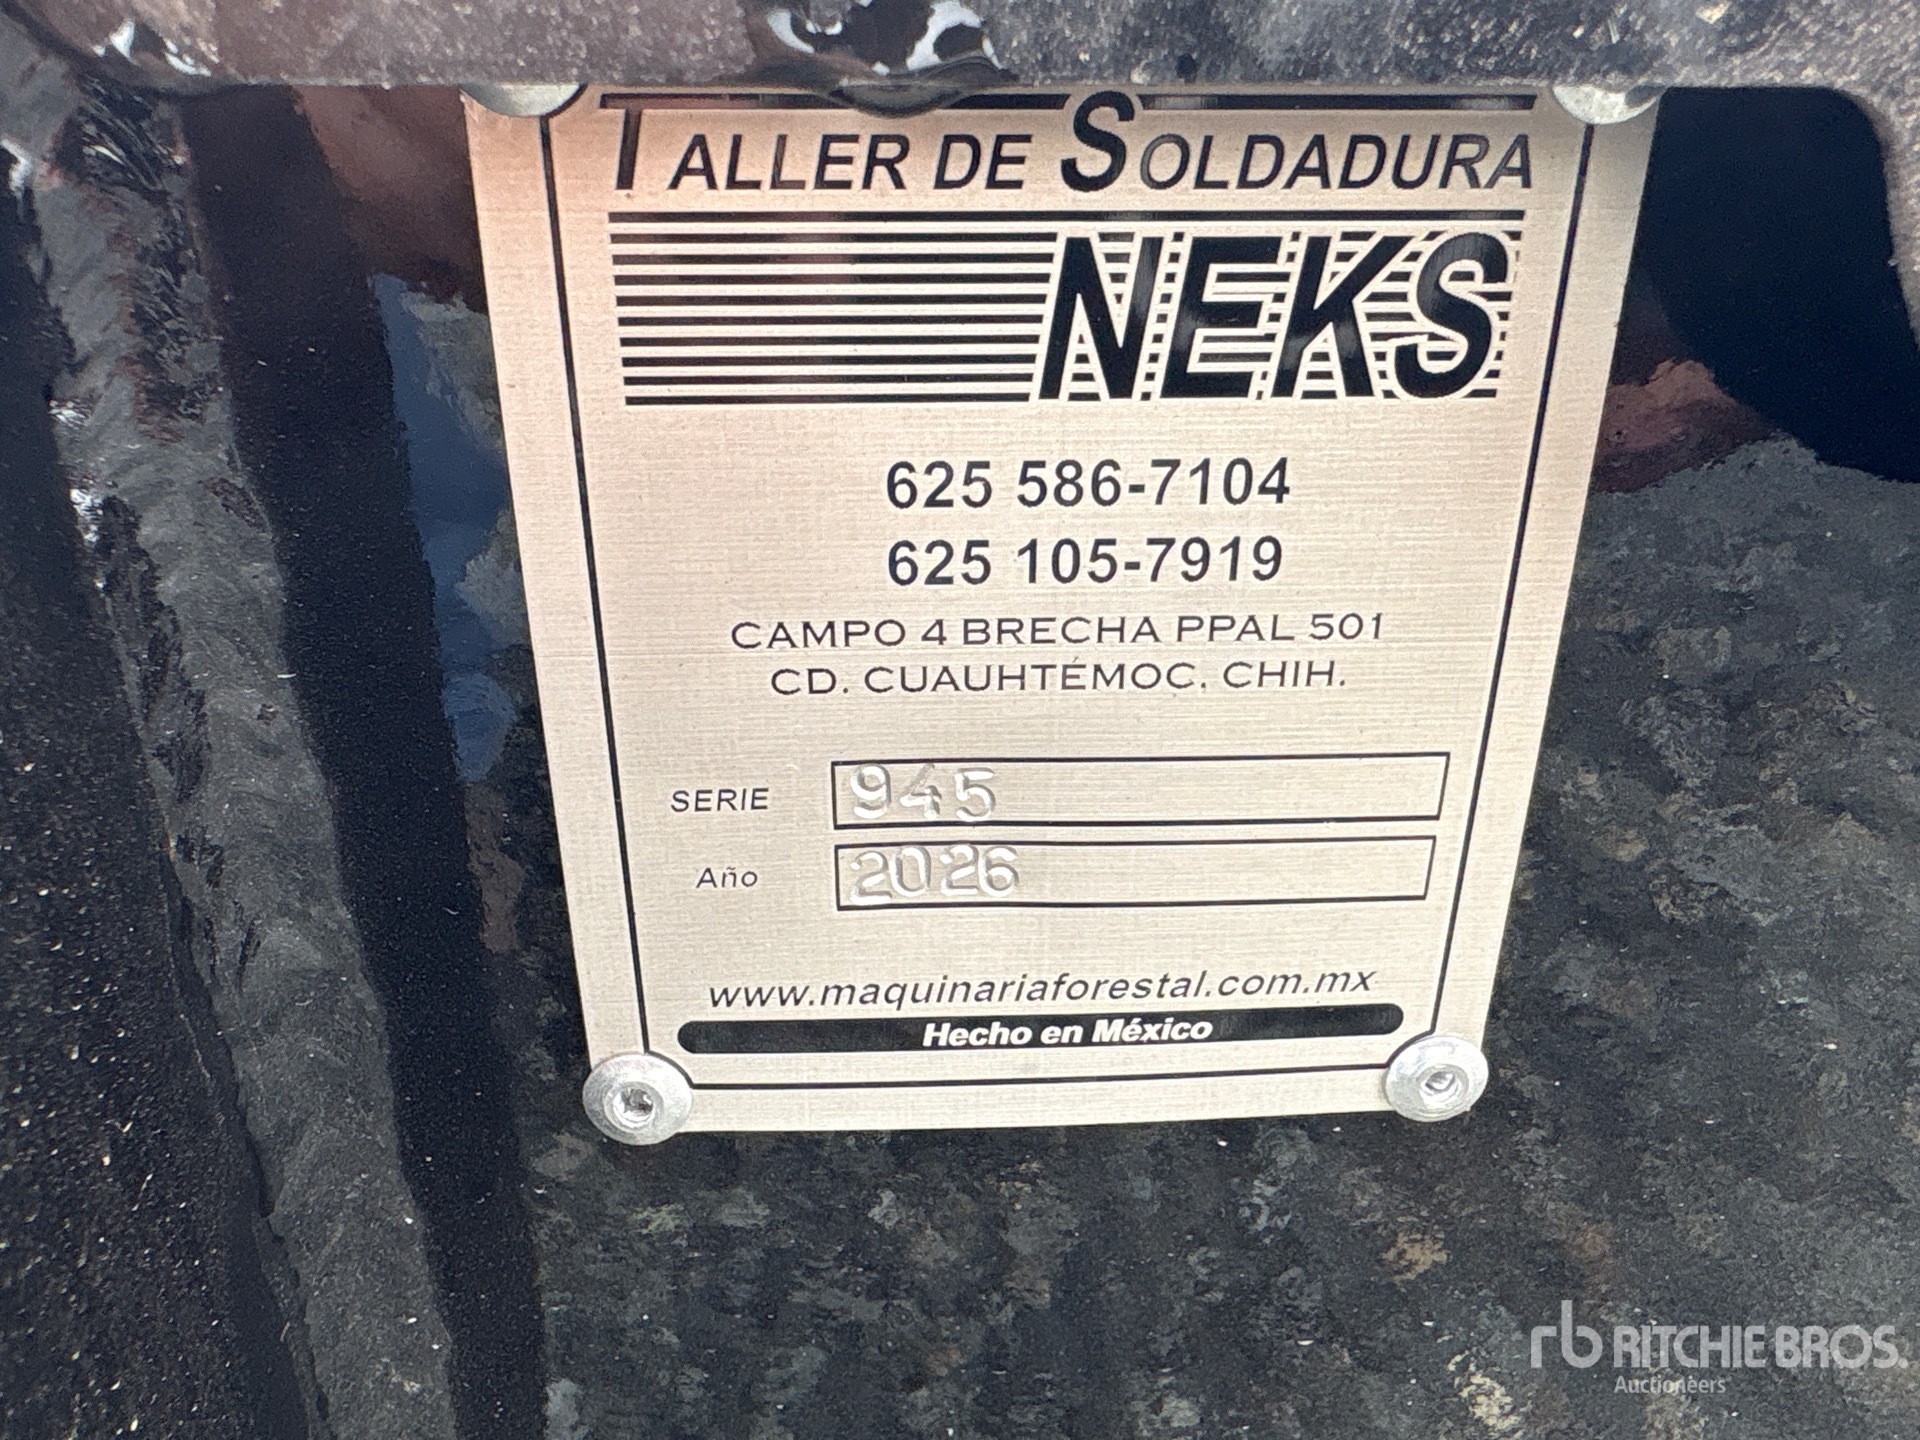 TALLER DE SOLDADURA
NEKS
625 586-7104
625 105-7919
CAMPO 4 BRECHA PPAL 501
CD. CUAUHTÉMOC, CHIH.
SERIE 945
Año 2026
www.maquinariaforestal.com.mx
Hecho en México
rb RITCHIE BROS.
Auctioneers